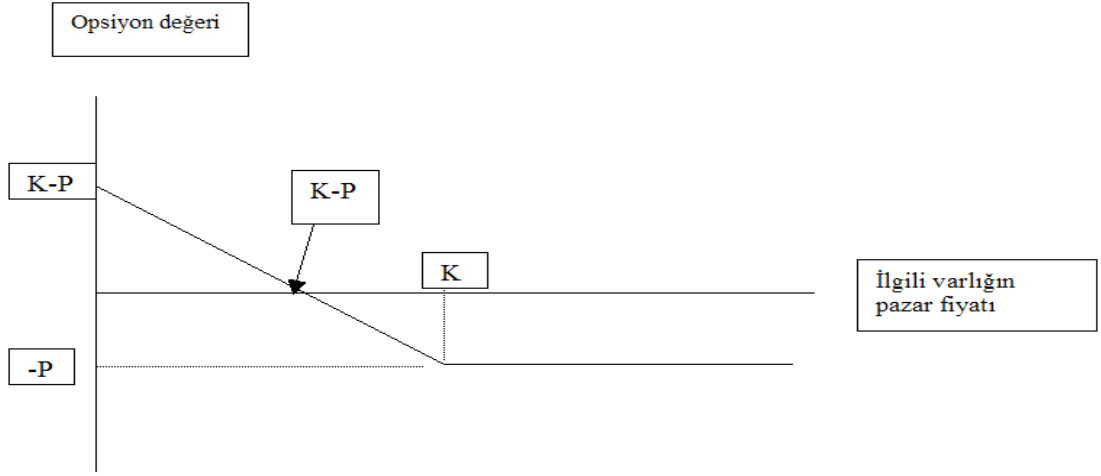 Opsiyon değeri
K-P
K-P
K
İlgili varlığın
pazar fiyatı
-P